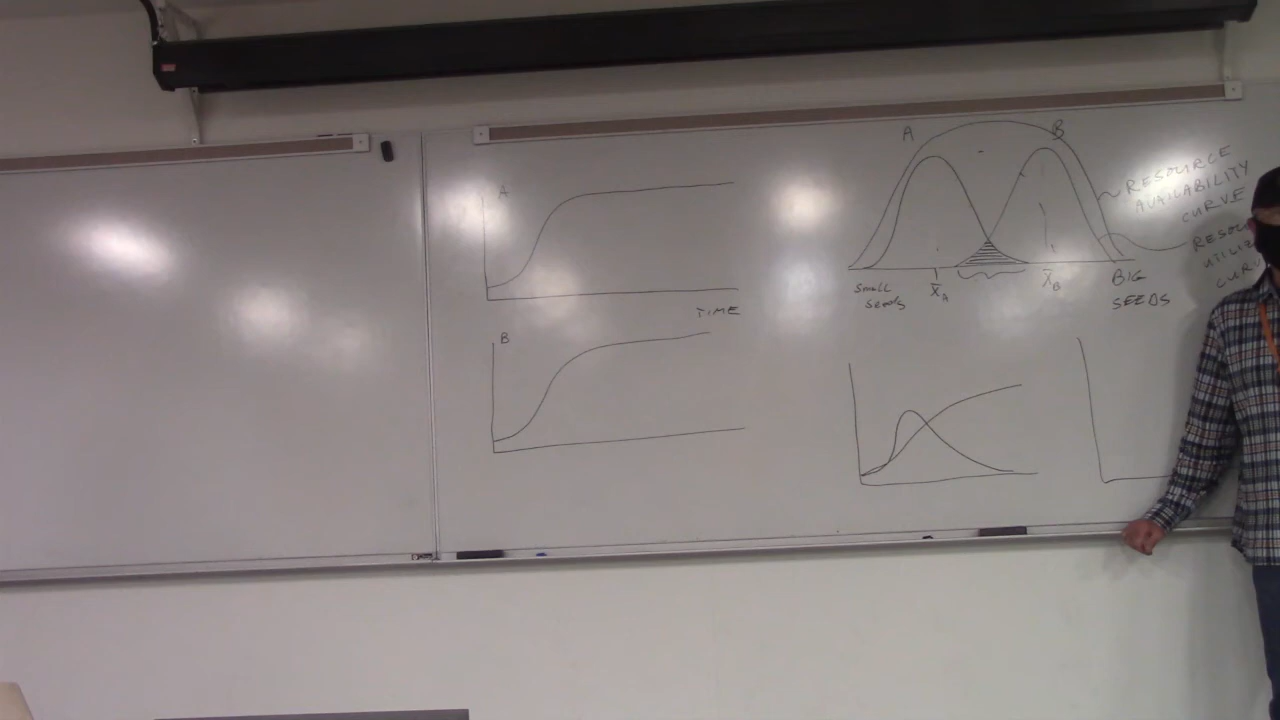 A
TIME
B
A
B
RESOURCE
AVAILABILITY
CURVE
small
seeds
X̄A
X̄B
BIG
SEEDS